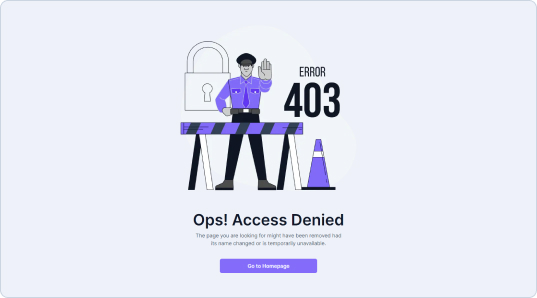 ERROR
403
Ops! Access Denied
The page you are looking for might have been removed had
its name changed or is temporarily unavailable.
Go to Homepage